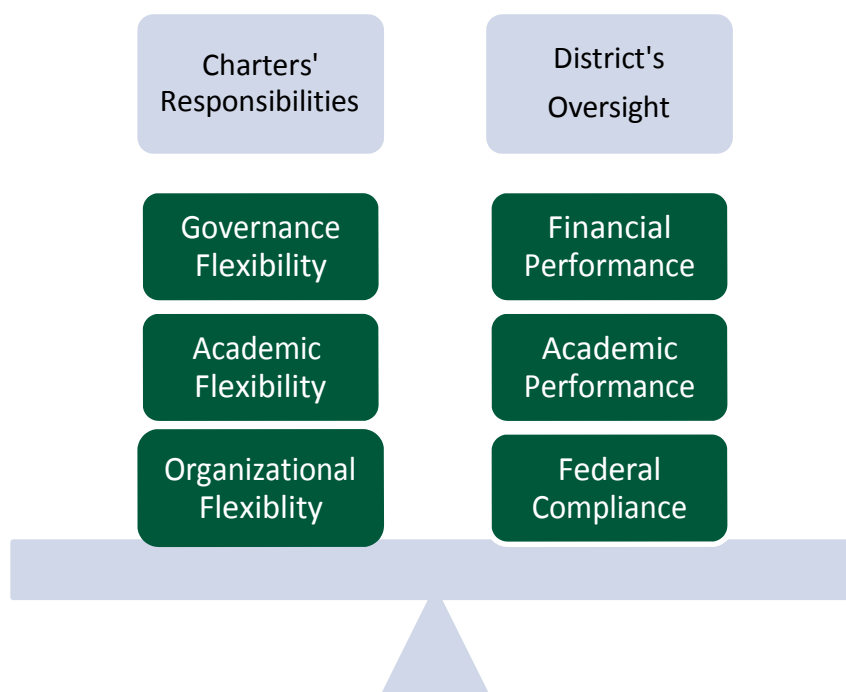 Charters'
Responsibilities
District's
Oversight
Governance
Flexibility
Financial
Performance
Academic
Flexibility
Academic
Performance
Organizational
Flexiblity
Federal
Compliance